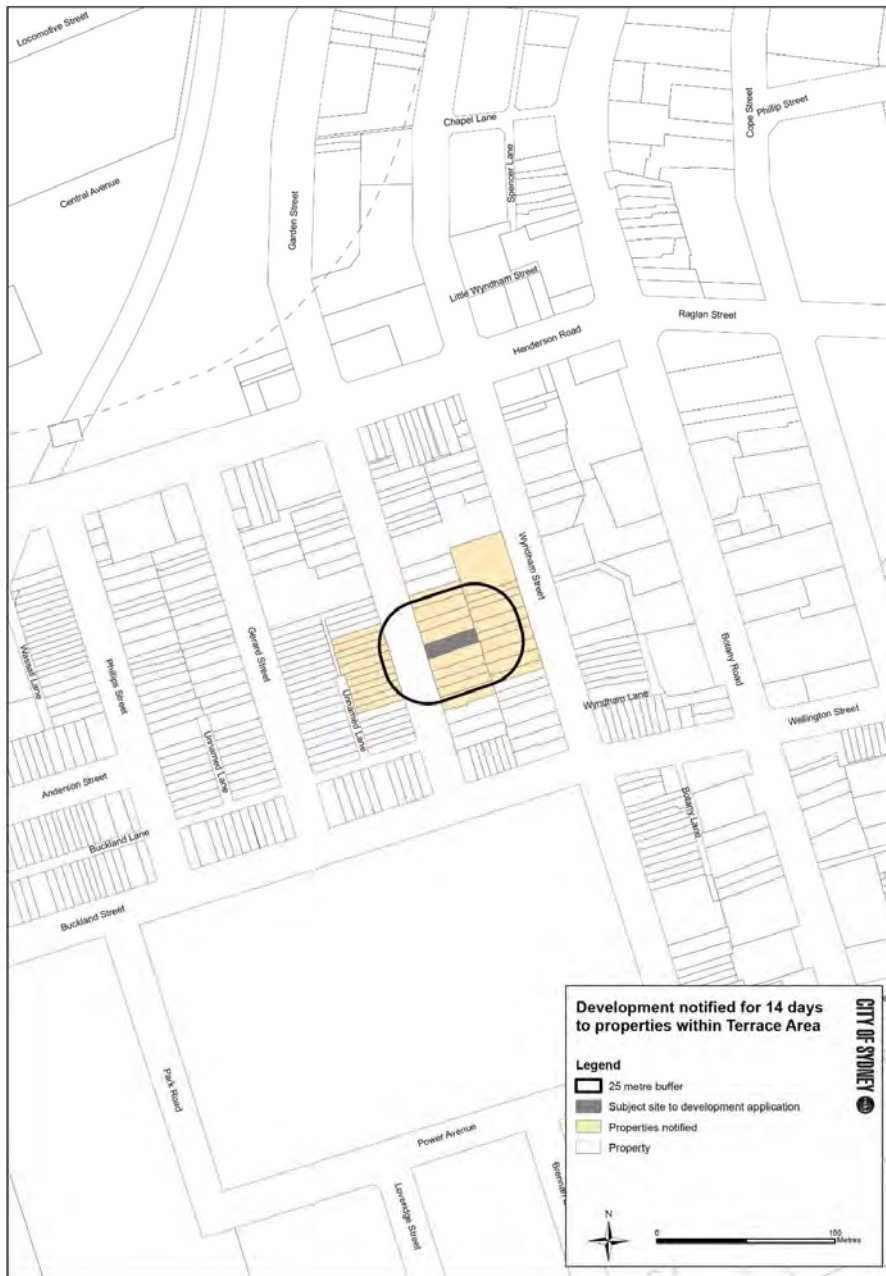 Locomotive Street
Central Avenue
Garden Street
Chapel Lane
Spencer Lane
Cope Street
Phillip Street
Little Wyndham Street
Henderson Road
Raglan Street
Wyndham Street
Wassall Lane
Phillips Street
Gerard Street
Unnamed Lane
Unnamed Lane
Botany Road
Wyndham Lane
Wellington Street
Anderson Street
Buckland Lane
Botany Lane
Buckland Street
Park Road
Power Avenue
Loveridge Street
Development notified for 14 days
to properties within Terrace Area
CITY OF SYDNEY
Legend
25 metre buffer
Subject site to development application
Properties notified
Property
N
0 100
Metres